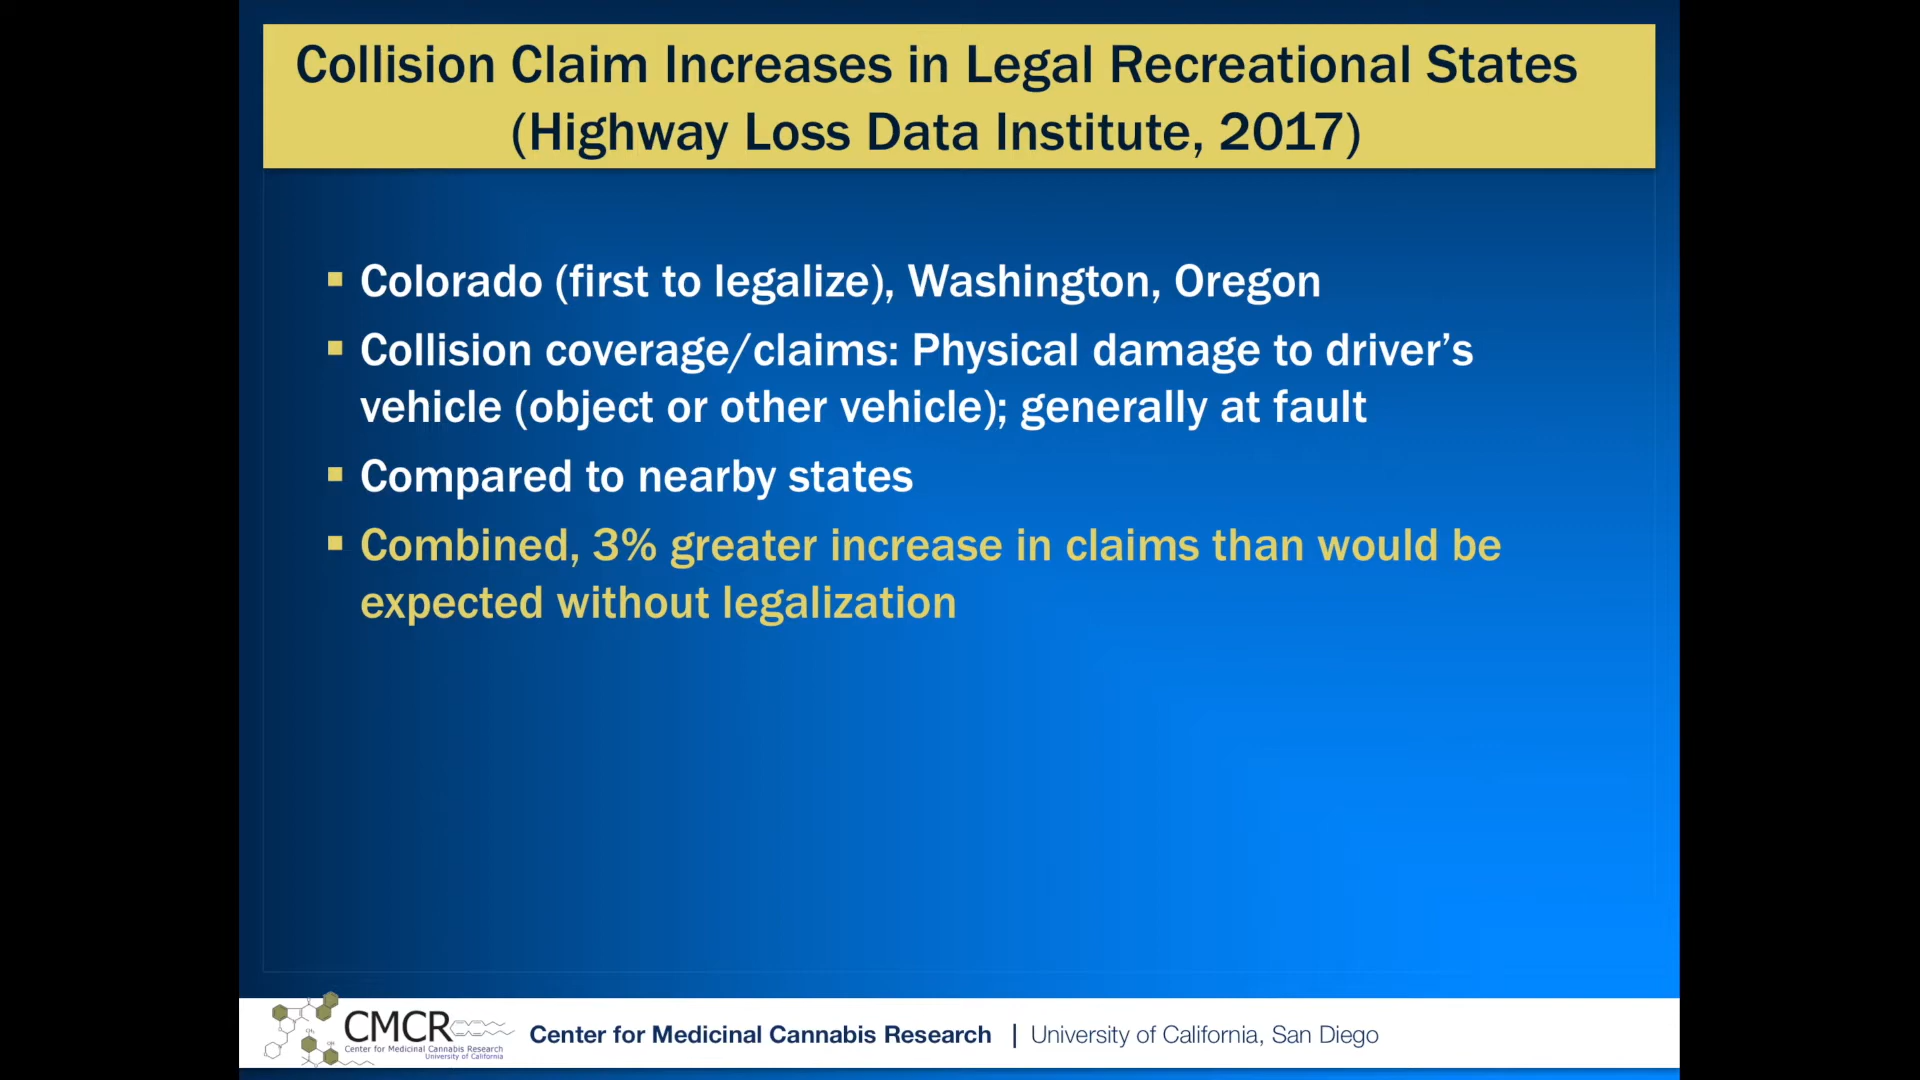 Collision Claim Increases in Legal Recreational States
(Highway Loss Data Institute, 2017)
Colorado (first to legalize), Washington, Oregon
Collision coverage/claims: Physical damage to driver’s
vehicle (object or other vehicle); generally at fault
Compared to nearby states
Combined, 3% greater increase in claims than would be
expected without legalization
CMCR
Center for Medicinal Cannabis Research
University of California
Center for Medicinal Cannabis Research | University of California, San Diego